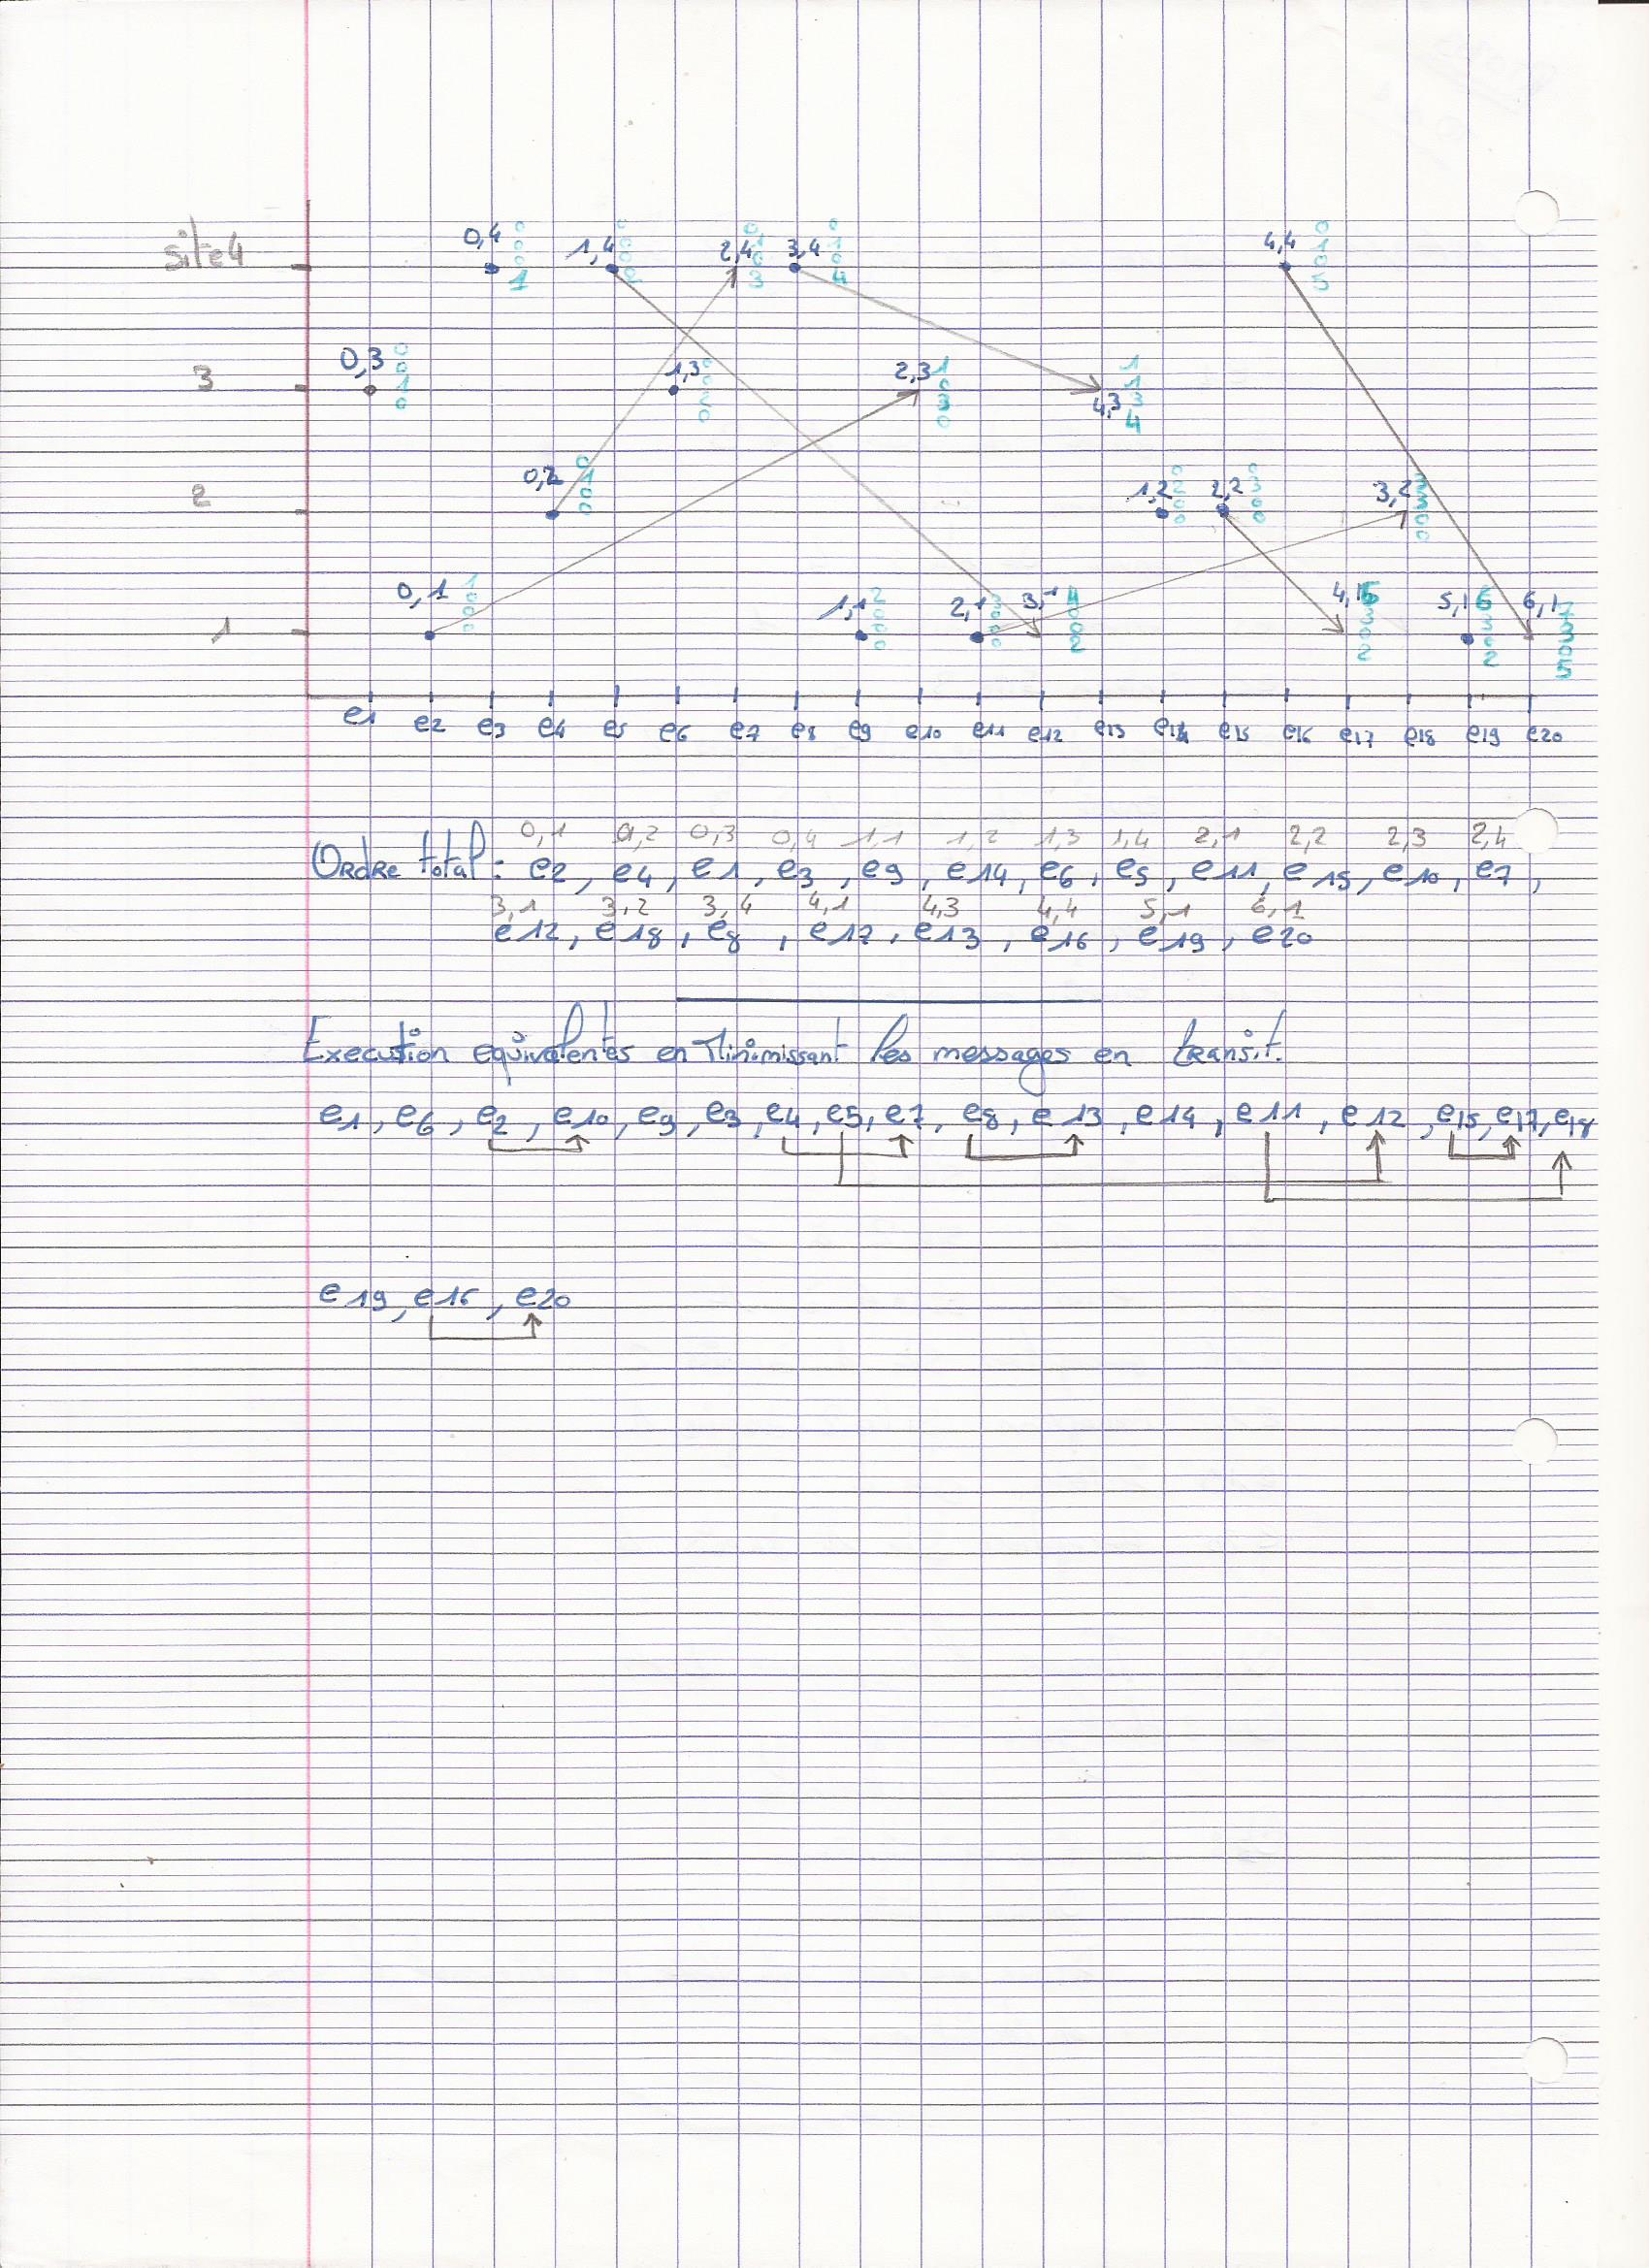 site 4
0,4
1,4
2,4
3,4
4,4
3
0,3
1,3
2,3
4,3
2
0,2
1,2
2,2
3,2
1
0,1
1,1
2,1
3,1
4,1
5,1
6,1
e1 e2 e3 e4 e5 e6 e7 e8 e9 e10 e11 e12 e13 e14 e15 e16 e17 e18 e19 e20
0,1 0,2 0,3 0,4 1,1 1,2 1,3 1,4 2,1 2,2 2,3 2,4
Ordre total : e2, e4, e1, e3, e9, e14, e6, e5, e11, e15, e10, e7,
3,1 3,2 3,4 4,1 4,3 4,4 5,1 6,1
e12, e18, e8, e17, e13, e16, e19, e20
Execution equivalentes en Minimissant les messages en transit.
e1, e6, e2, e10, e9, e3, e4, e5, e7, e8, e13, e14, e11, e12, e15, e17, e18
e19, e16, e20